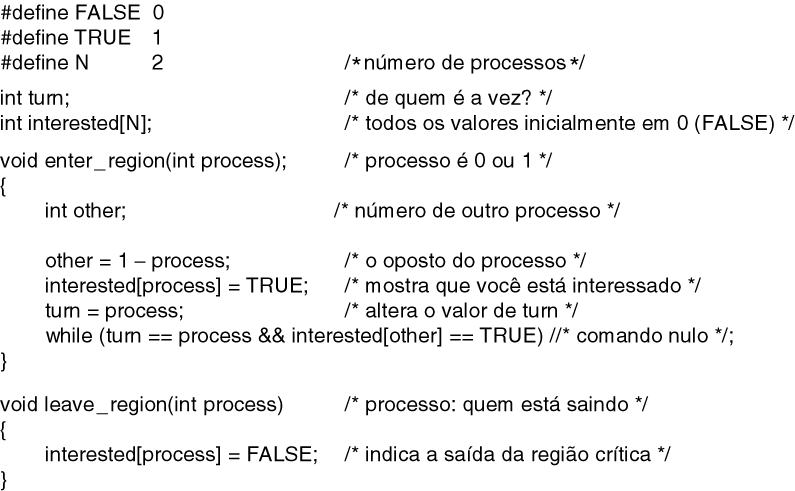 #define FALSE 0
#define TRUE 1
#define N 2 /*número de processos*/
int turn; /* de quem é a vez? */
int interested[N]; /* todos os valores inicialmente em 0 (FALSE) */
void enter_region(int process); /* processo é 0 ou 1 */
{
int other; /* número de outro processo */
other = 1 – process; /* o oposto do processo */
interested[process] = TRUE; /* mostra que você está interessado */
turn = process; /* altera o valor de turn */
while (turn == process && interested[other] == TRUE) //* comando nulo */;
}
void leave_region(int process) /* processo: quem está saindo */
{
interested[process] = FALSE; /* indica a saída da região crítica */
}